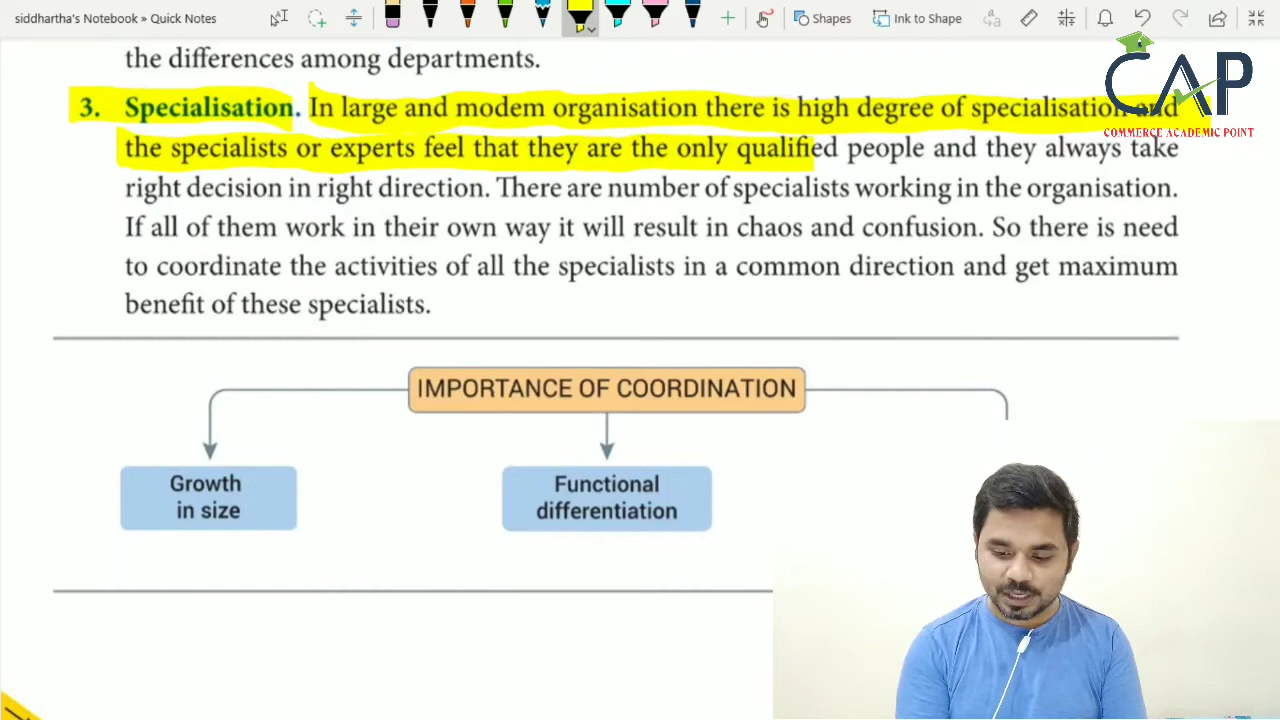 siddhartha's Notebook » Quick Notes
Shapes
Ink to Shape
the differences among departments.
3. Specialisation. In large and modem organisation there is high degree of specialisation and
the specialists or experts feel that they are the only qualified people and they always take
right decision in right direction. There are number of specialists working in the organisation.
If all of them work in their own way it will result in chaos and confusion. So there is need
to coordinate the activities of all the specialists in a common direction and get maximum
benefit of these specialists.
CAP
COMMERCE ACADEMIC POINT
IMPORTANCE OF COORDINATION
Growth
in size
Functional
differentiation